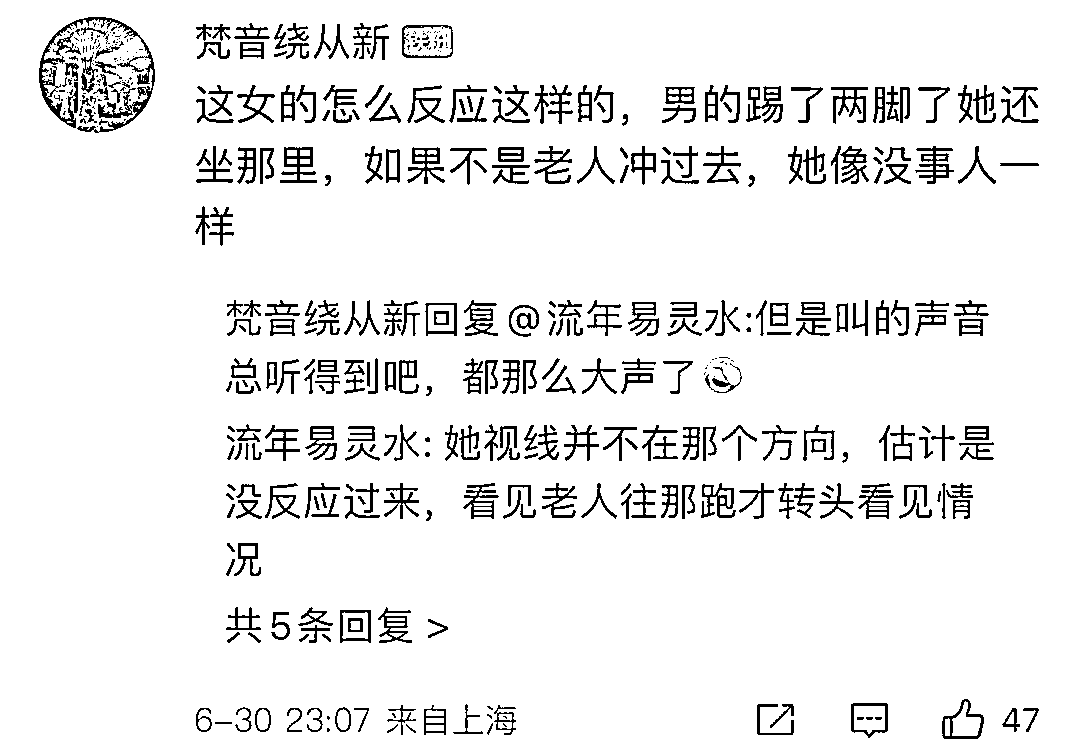 梵音绕从新
这女的怎么反应这样的，男的踢了两脚了她还
坐那里，如果不是老人冲过去，她像没事人一
样
梵音绕从新回复@流年易灵水:但是叫的声音
总听得到吧，都那么大声了
流年易灵水: 她视线并不在那个方向，估计是
没反应过来，看见老人往那跑才转头看见情
况
共5条回复 >
6-30 23:07 来自上海
47